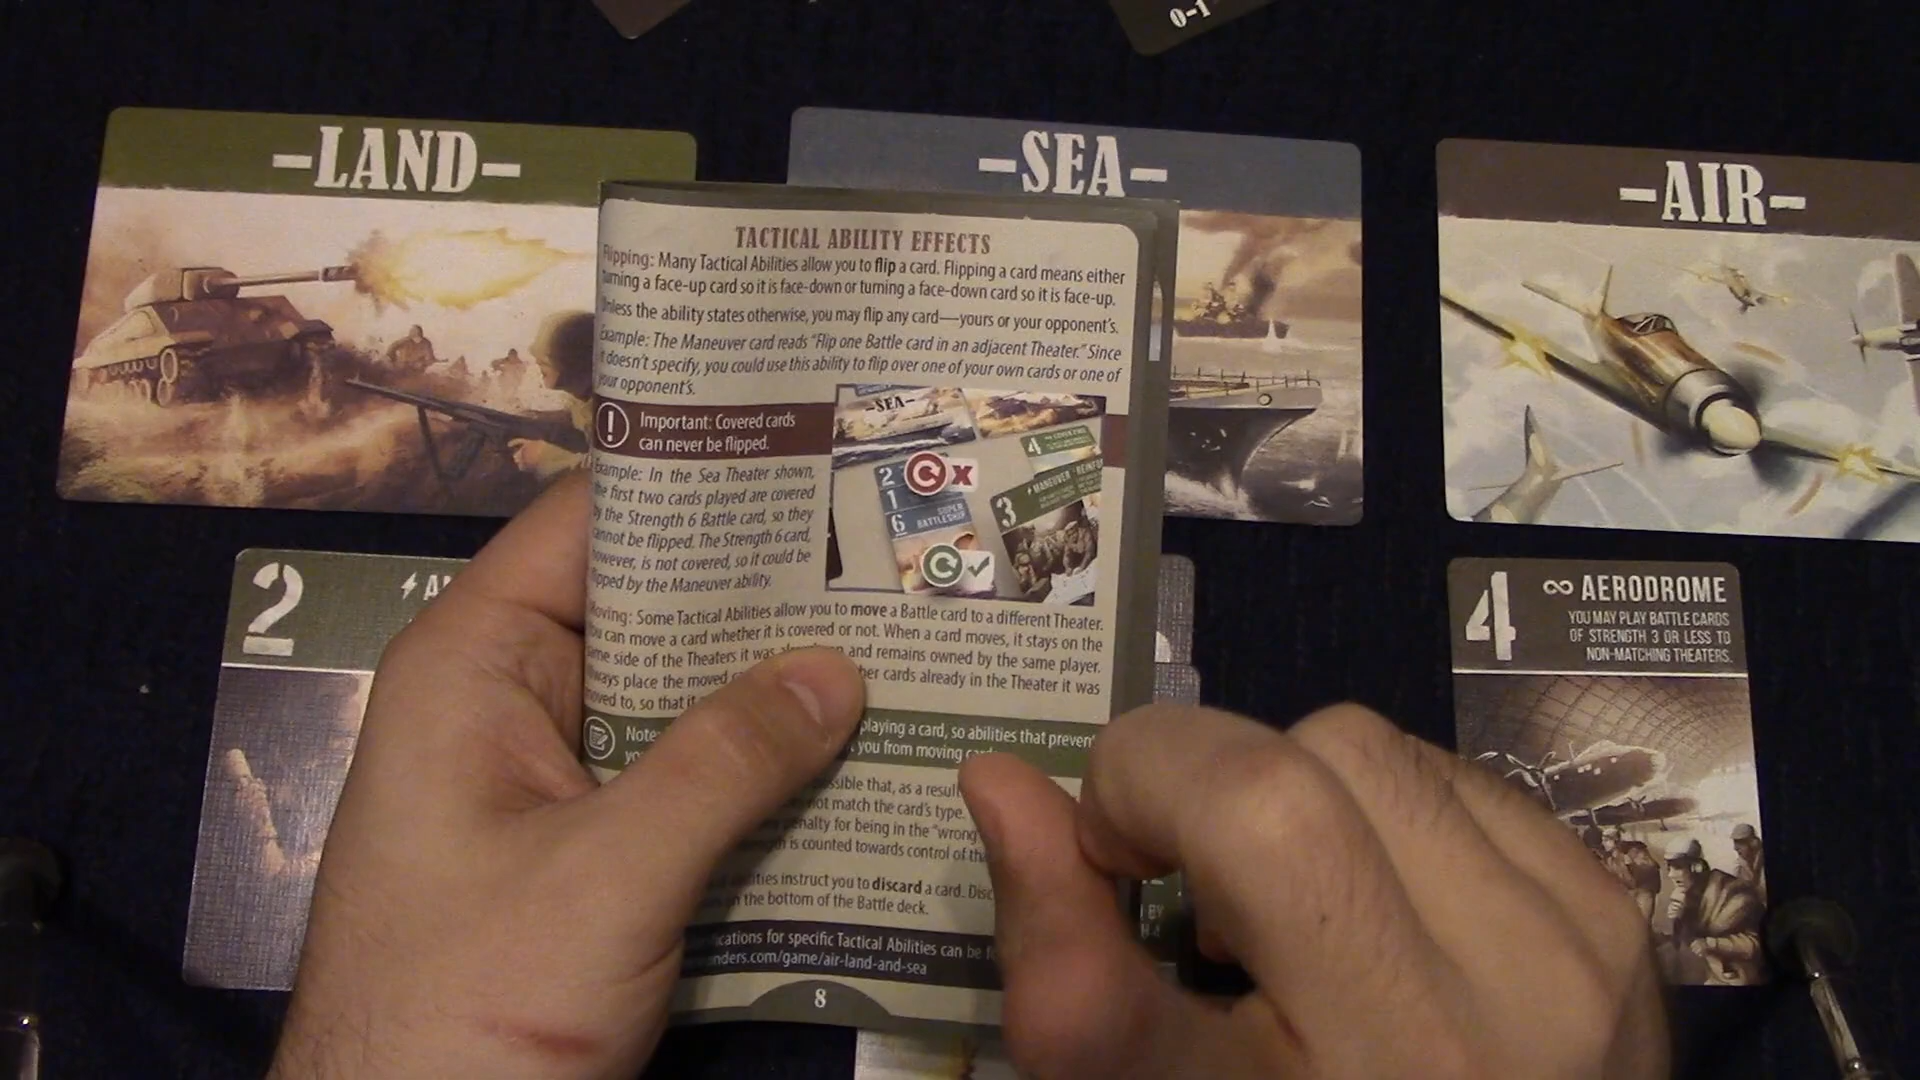 0-1
-LAND-
-SEA-
-AIR-
TACTICAL ABILITY EFFECTS
Flipping: Many Tactical Abilities allow you to flip a card. Flipping a card means either
turning a face-up card so it is face-down or turning a face-down card so it is face-up.
Unless the ability states otherwise, you may flip any card—yours or your opponent's.
Example: The Maneuver card reads "Flip one Battle card in an adjacent Theater." Since
it doesn't specify, you could use this ability to flip over one of your own cards or one of
your opponent's.
! Important: Covered cards
can never be flipped.
Example: In the Sea Theater shown,
the first two cards played are covered
by the Strength 6 Battle card, so they
cannot be flipped. The Strength 6 card,
however, is not covered, so it could be
flipped by the Maneuver ability.
-SEA-
2
1
6 SUPER
BATTLESHIP
X
4
3 MANEUVER
Moving: Some Tactical Abilities allow you to move a Battle card to a different Theater.
You can move a card whether it is covered or not. When a card moves, it stays on the
same side of the Theaters it was and remains owned by the same player.
Always place the moved cards already in the Theater it was
moved to, so that it
Note: playing a card, so abilities that prevent
you from moving
that, as a result
not match the card's type.
penalty for being in the "wrong"
is counted towards control of
instruct you to discard a card.
on the bottom of the Battle deck.
for specific Tactical Abilities can be
.com/game/air-land-and-sea
8
2
4 ∞ AERODROME
YOU MAY PLAY BATTLE CARDS
OF STRENGTH 3 OR LESS TO
NON-MATCHING THEATERS.